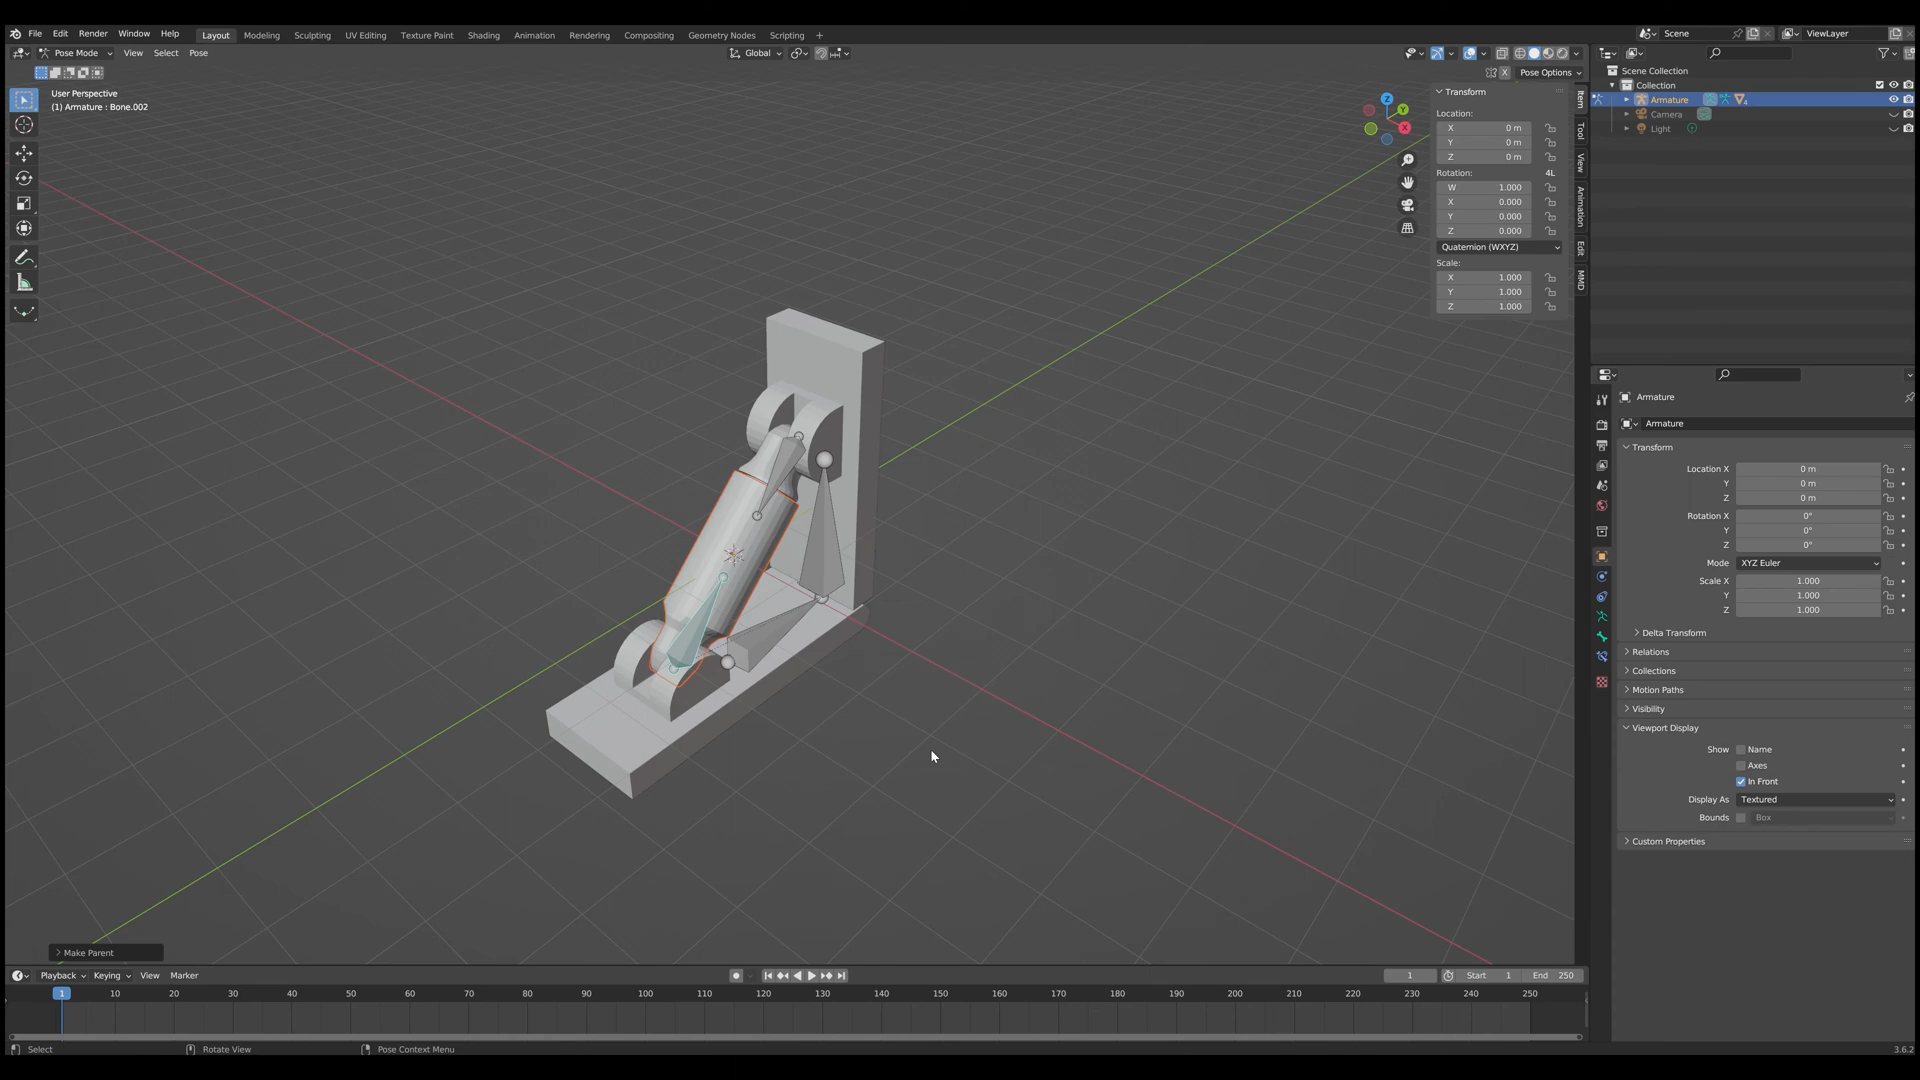 File Edit Render Window Help Layout Modeling Sculpting UV Editing Texture Paint Shading Animation Rendering Compositing Geometry Nodes Scripting + Scene ViewLayer
Pose Mode View Select Pose Global
X Pose Options
User Perspective
(1) Armature : Bone.002
Z
Y
X
Transform
Location:
X 0 m
Y 0 m
Z 0 m
Rotation: 4L
W 1.000
X 0.000
Y 0.000
Z 0.000
Quaternion (WXYZ)
Scale:
X 1.000
Y 1.000
Z 1.000
Item
Tool
View
Animation
Edit
MMD
Scene Collection
Collection
Armature 4
Camera
Light
Armature
Armature
Transform
Location X 0 m
Y 0 m
Z 0 m
Rotation X 0°
Y 0°
Z 0°
Mode XYZ Euler
Scale X 1.000
Y 1.000
Z 1.000
Delta Transform
Relations
Collections
Motion Paths
Visibility
Viewport Display
Show Name
Axes
In Front
Display As Textured
Bounds Box
Custom Properties
Make Parent
Playback Keying View Marker 1 Start 1 End 250
1 10 20 30 40 50 60 70 80 90 100 110 120 130 140 150 160 170 180 190 200 210 220 230 240 250
Select Rotate View Pose Context Menu 3.6.2